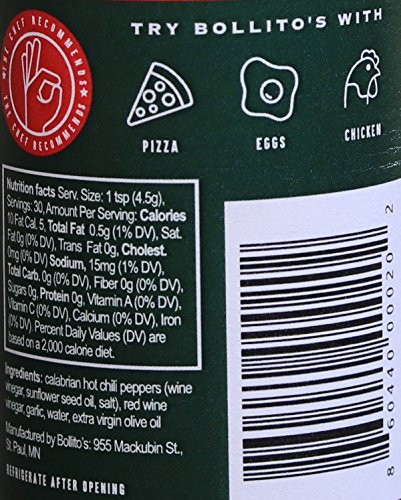 TRY BOLLITO'S WITH
THE CHEF RECOMMENDS
THE CHEF RECOMMENDS
PIZZA
EGGS
CHICKEN
Nutrition facts Serv. Size: 1 tsp (4.5g),
Servings: 30, Amount Per Serving: Calories
10 Fat Cal. 5, Total Fat 0.5g (1% DV), Sat.
Fat 0g (0% DV), Trans Fat 0g, Cholest.
0mg (0% DV) Sodium, 15mg (1% DV),
Total Carb. 0g (0% DV), Fiber 0g (0% DV),
Sugars 0g, Protein 0g, Vitamin A (0% DV),
Vitamin C (0% DV), Calcium (0% DV), Iron
(0% DV). Percent Daily Values (DV) are
based on a 2,000 calorie diet.
Ingredients: calabrian hot chili peppers (wine
vinegar, sunflower seed oil, salt), red wine
vinegar, garlic, water, extra virgin olive oil
Manufactured by Bollito's: 955 Mackubin St.,
St. Paul, MN
REFRIGERATE AFTER OPENING
8 60440 00020 2